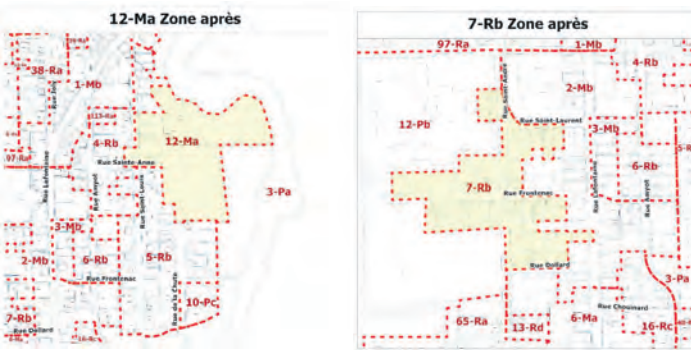 12-Ma Zone après
38-Ra
1-Mb
4-Rb
12-Ma
97-Ra
Rue Sainte-Anne
Rue Lafontaine
Rue Amyot
Rue Saint-Louis
3-Pa
3-Mb
2-Mb
6-Rb
5-Rb
Rue Frontenac
Rue de la Chute
10-Pc
7-Rb
Rue Dollard
7-Rb Zone après
97-Ra
1-Mb
4-Rb
Rue Saint-André
2-Mb
Rue Saint-Laurent
12-Pb
3-Mb
6-Rb
7-Rb
Rue Frontenac
Rue Lafontaine
Rue Amyot
Rue Dollard
3-Pa
65-Ra
13-Rd
6-Ma
Rue Chouinard
16-Rc